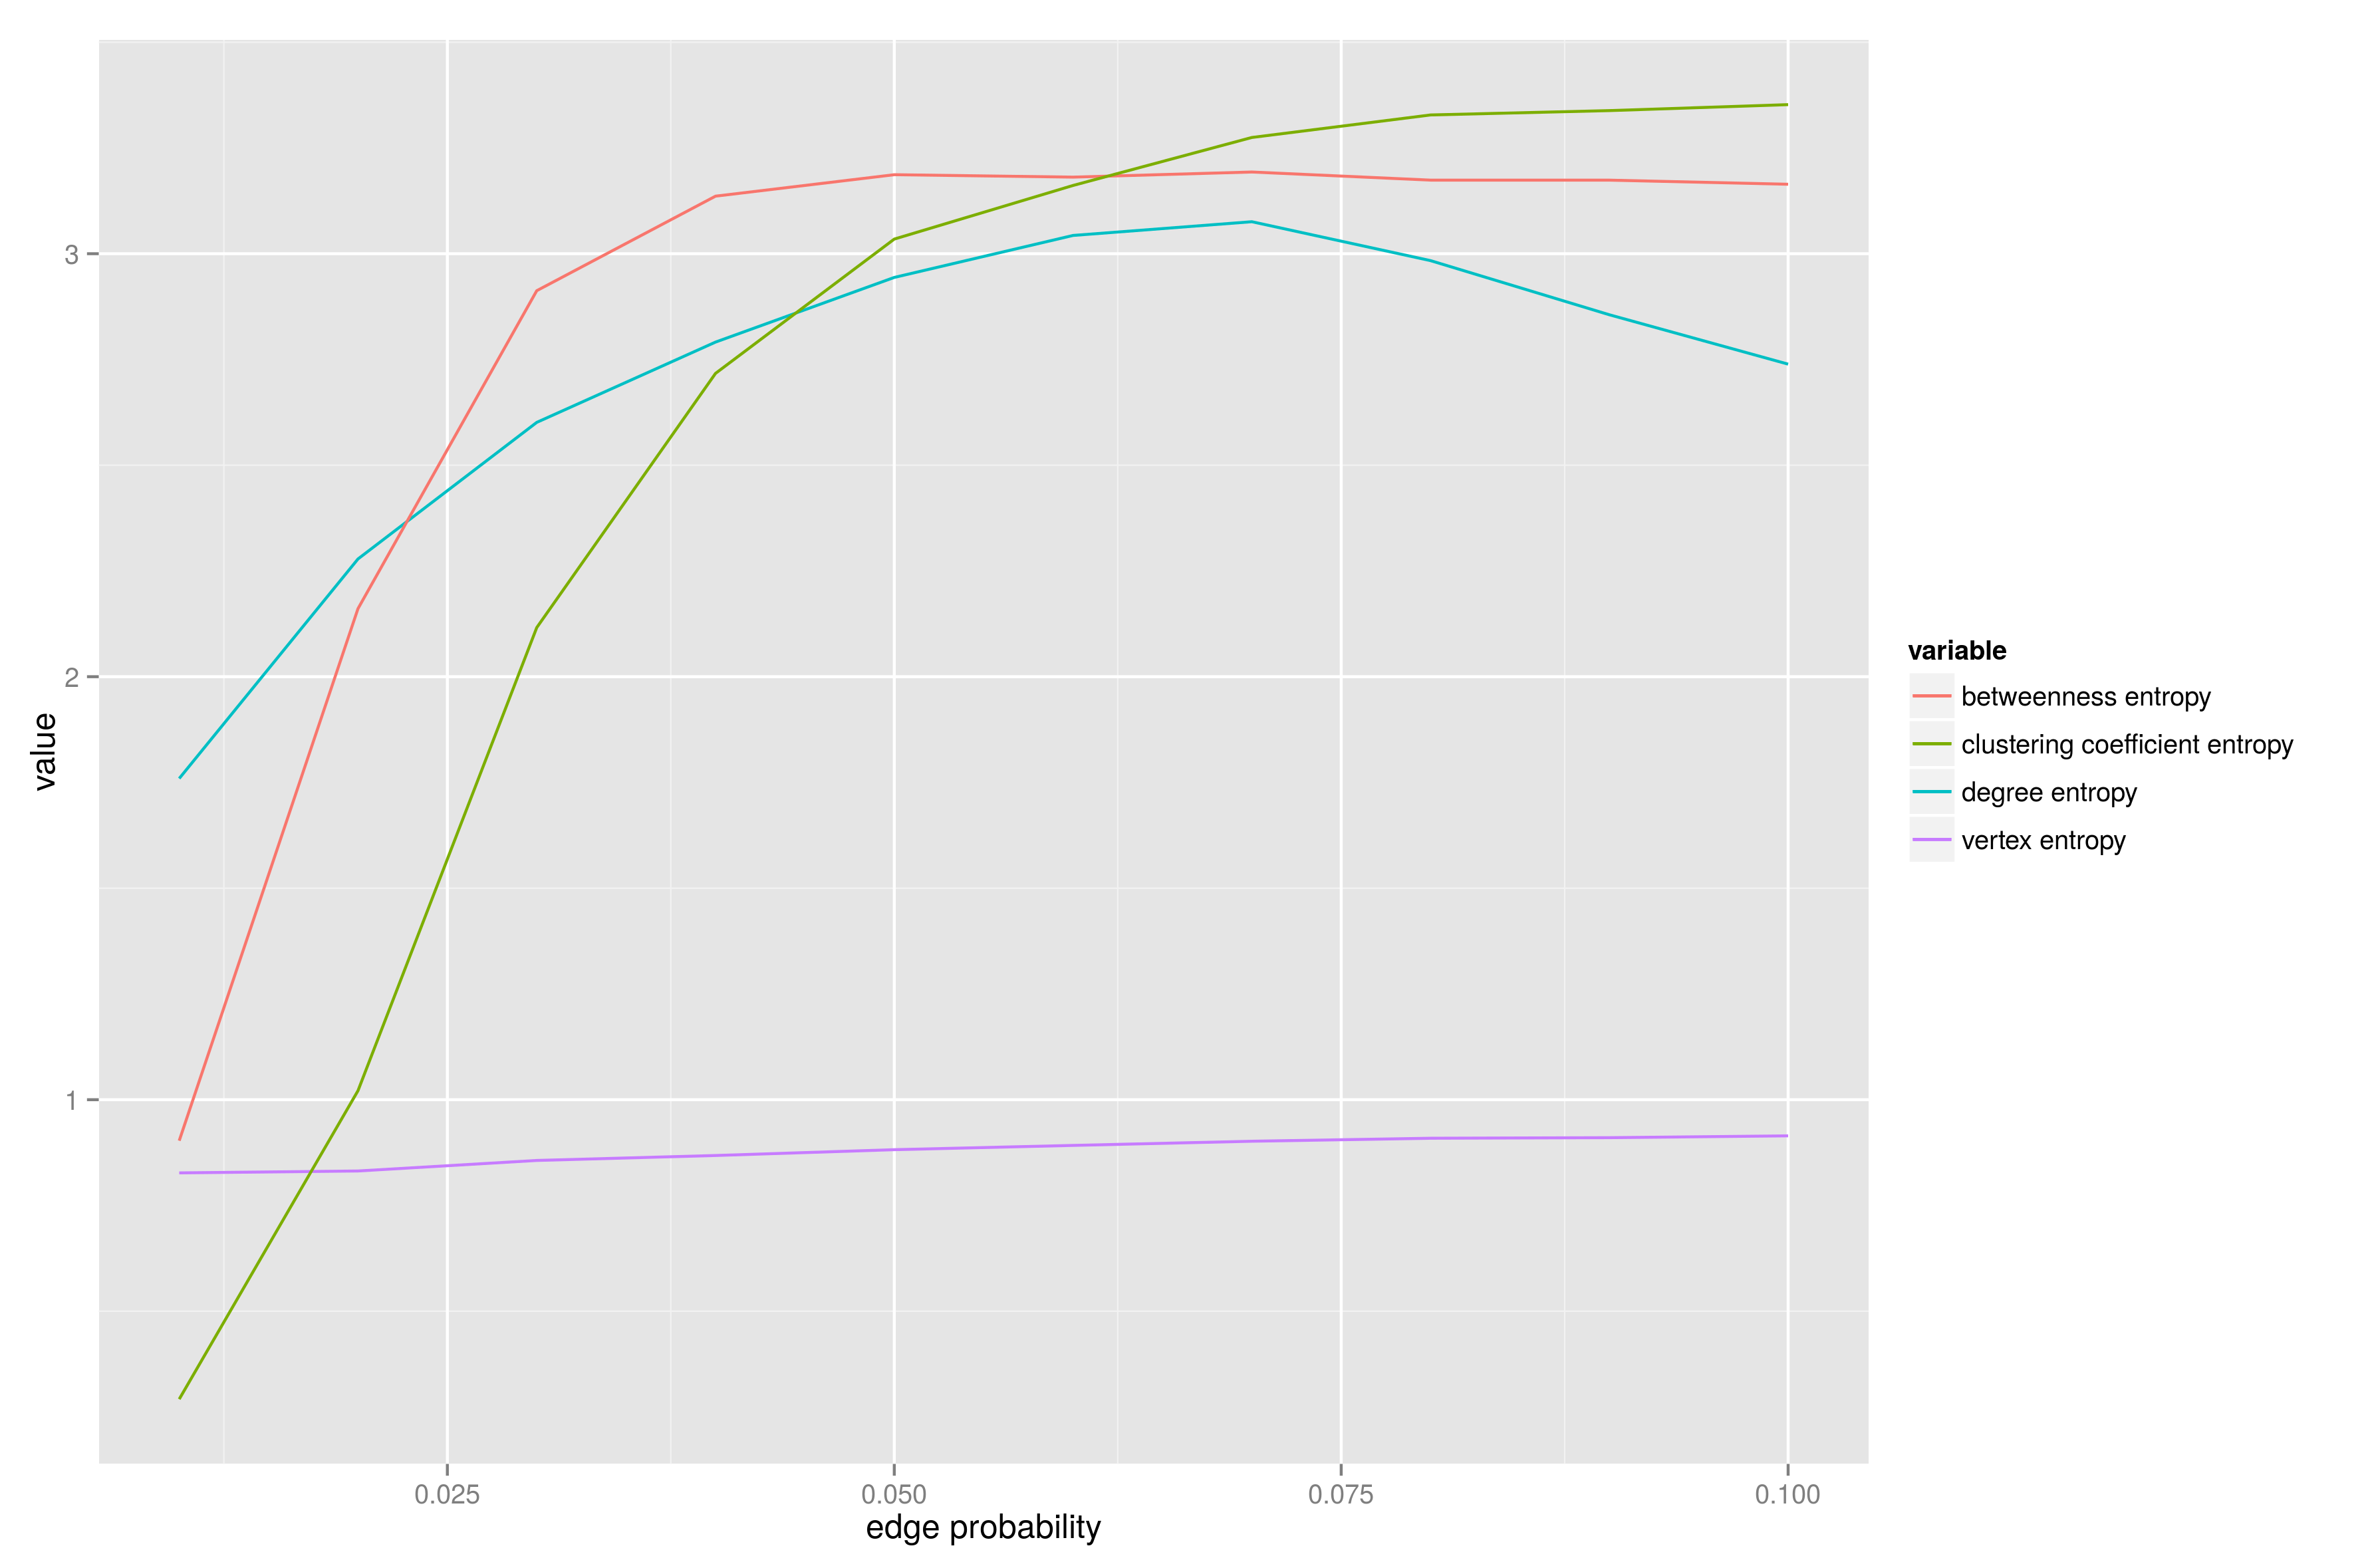 3
2
1
value
0.025
0.050
0.075
0.100
edge probability
variable
betweenness entropy
clustering coefficient entropy
degree entropy
vertex entropy